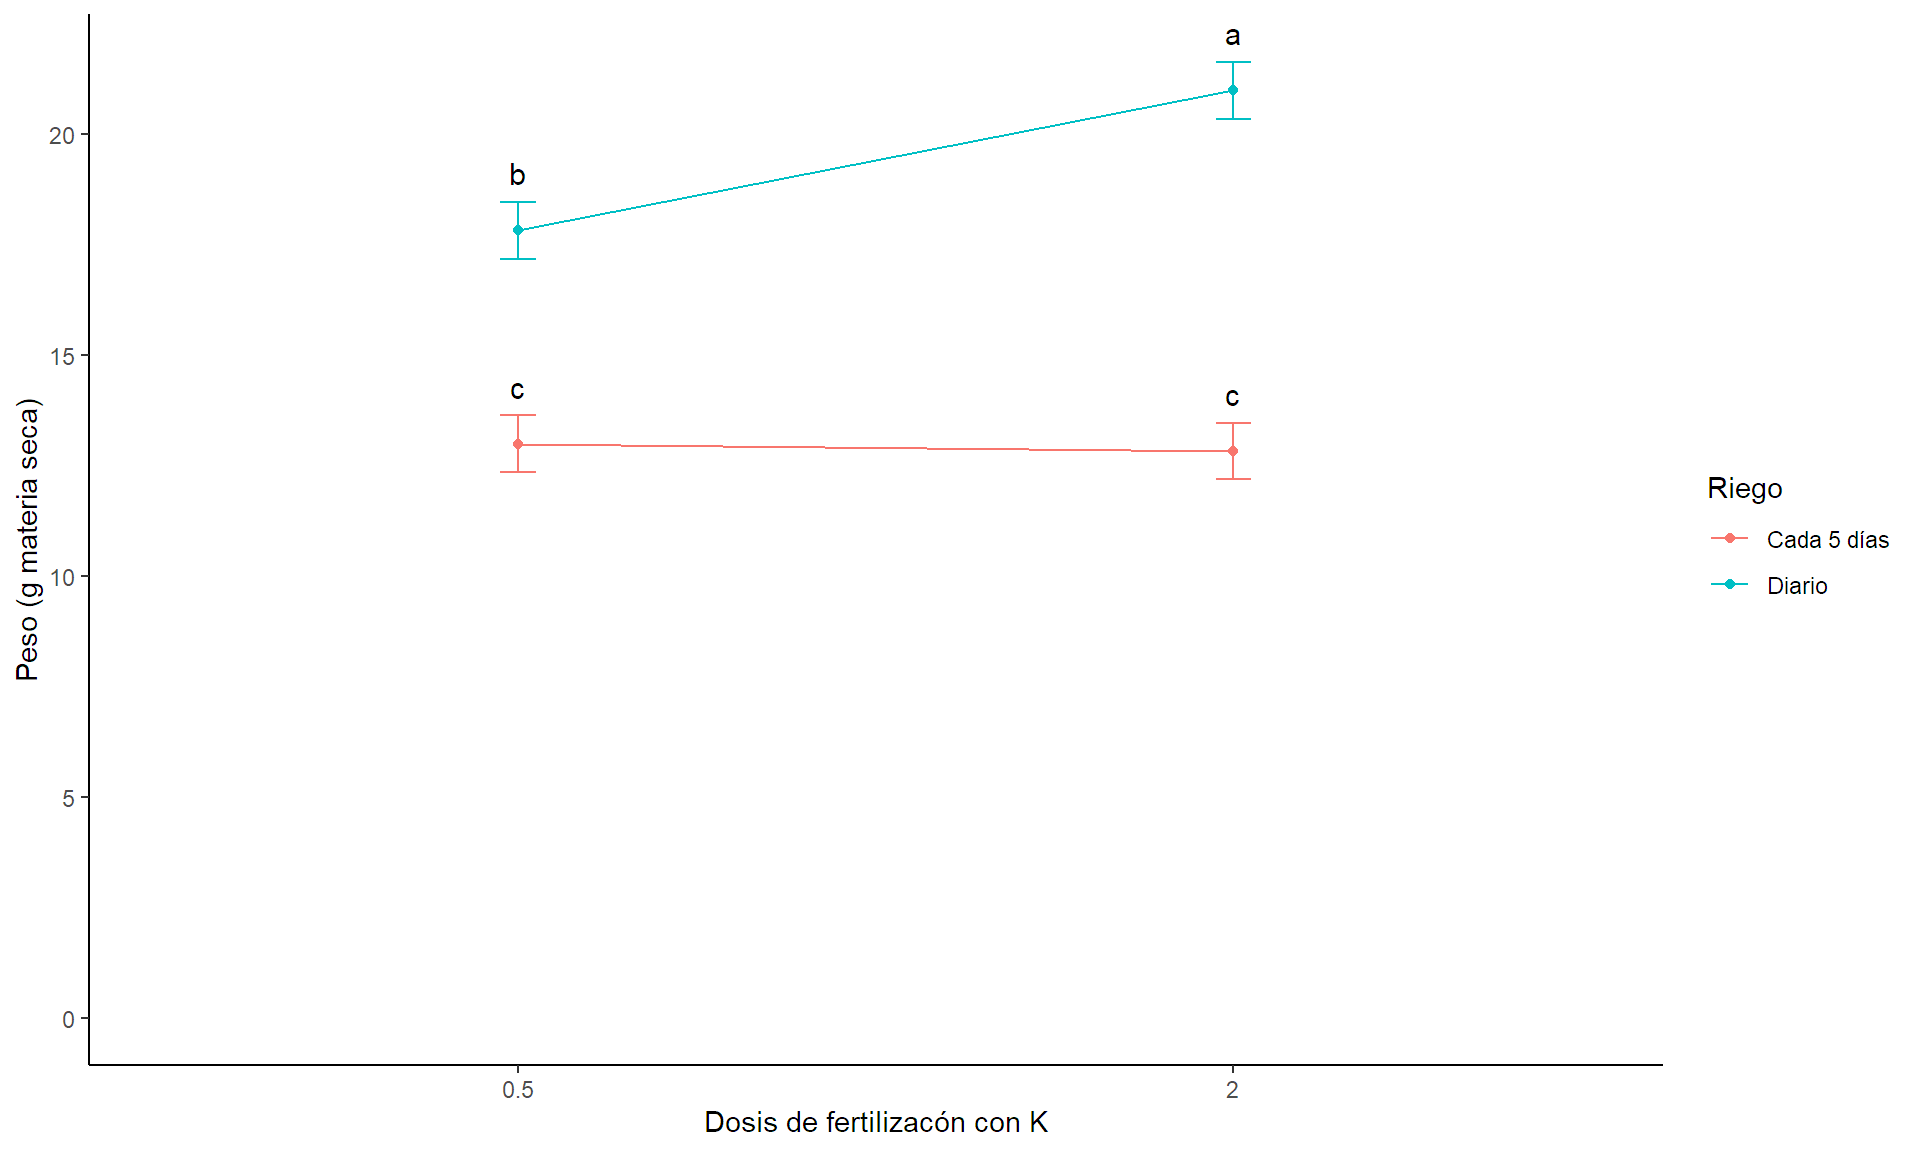 a
b
c
c
20
15
10
5
0
Peso (g materia seca)
0.5
2
Dosis de fertilizacón con K
Riego
Cada 5 días
Diario